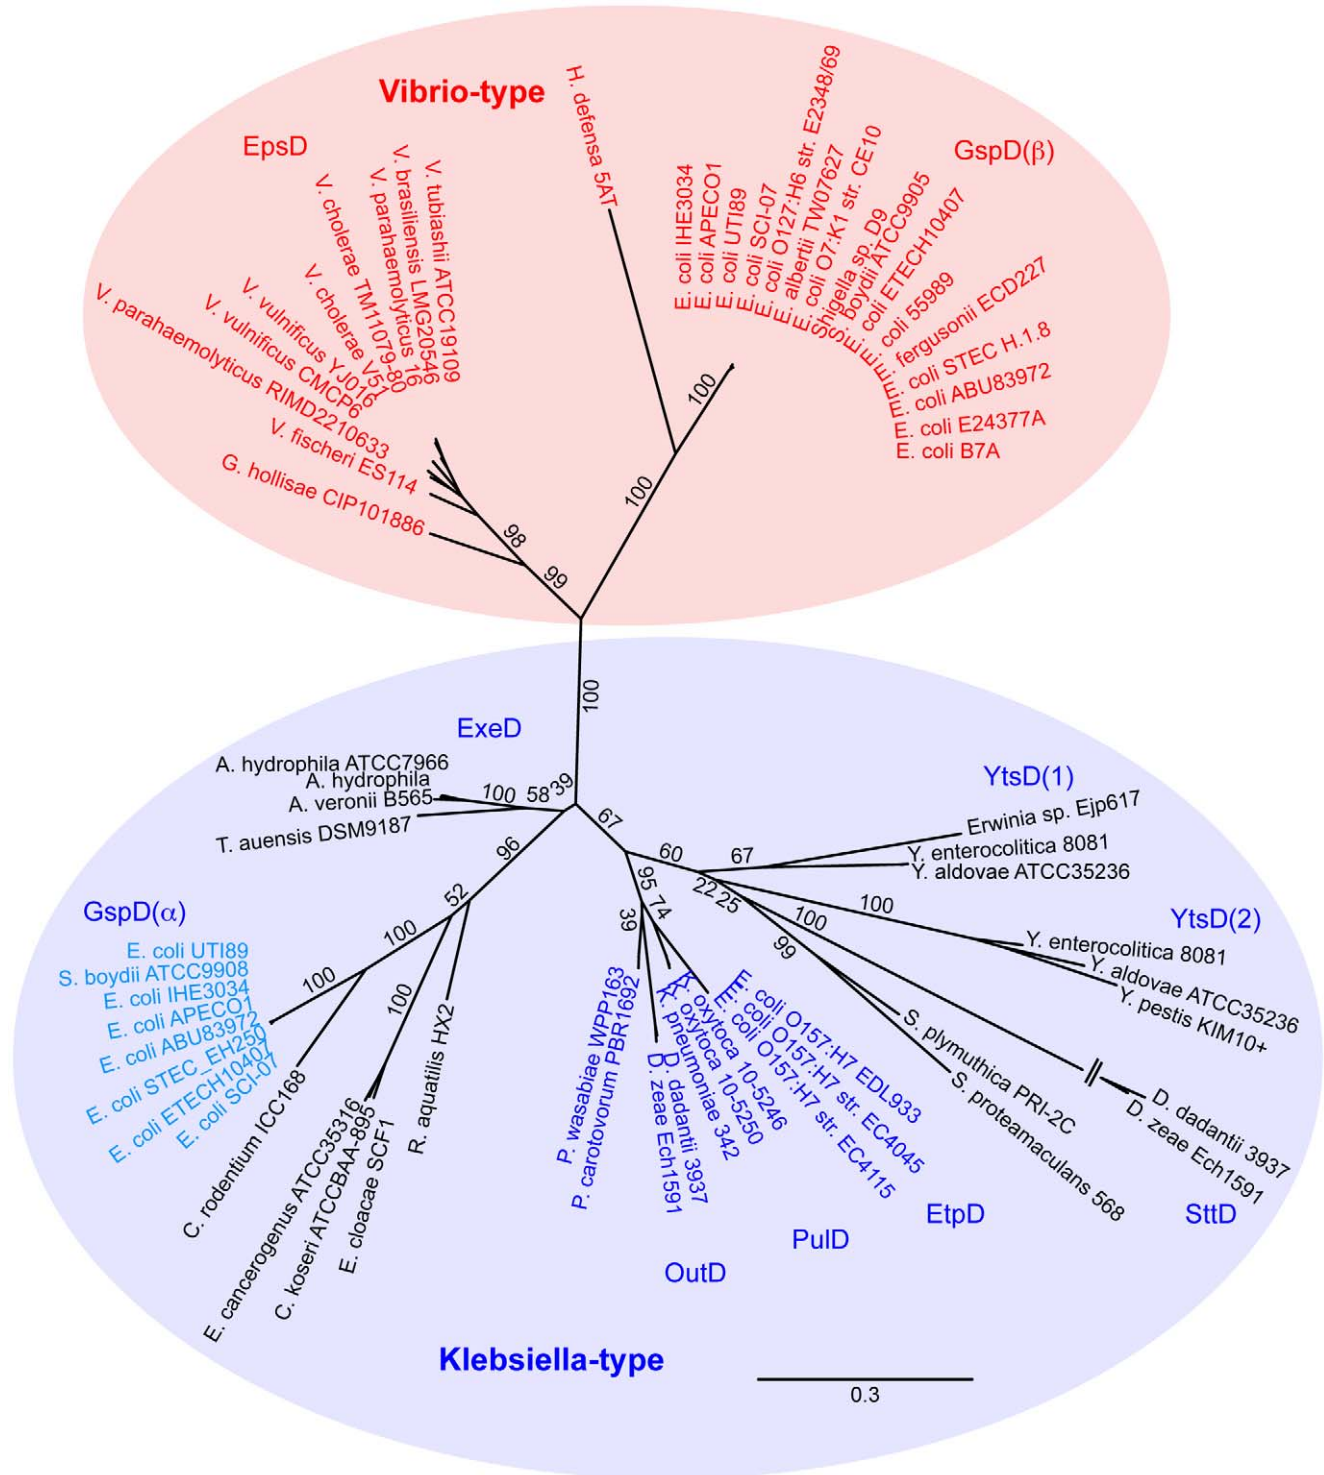 Vibrio-type
EpsD
V. parahaemolyticus RIMD2210633
V. vulnificus CMCP6
V. vulnificus YJ016
V. cholerae V51
V. cholerae TM11079-80
V. parahaemolyticus 16
V. brasiliensis LMG20546
V. tubiashii ATCC19109
V. fischeri ES114
G. hollisae CIP101886
H. defensa 5AT
GspD(β)
E. coli IHE3034
E. coli APECO1
E. coli UTI89
E. coli SCI-07
E. coli O127:H6 str. E2348/69
E. albertii TW07627
E. coli O7:K1 str. CE10
Shigella sp. D9
S. boydii ATCC9905
E. coli ETECH10407
E. coli 55989
E. fergusonii ECD227
E. coli STEC H.1.8
E. coli ABU83972
E. coli E24377A
E. coli B7A
100
100
98
99
100
ExeD
A. hydrophila ATCC7966
A. hydrophila
A. veronii B565
T. auensis DSM9187
100
58
39
96
52
100
100
100
GspD(α)
E. coli UTI89
S. boydii ATCC9908
E. coli IHE3034
E. coli APECO1
E. coli ABU83972
E. coli STEC_EH250
E. coli ETECH10407
E. coli SCI-07
C. rodentium ICC168
E. cancerogenus ATCC35316
C. koseri ATCCBAA-895
E. cloacae SCF1
R. aquatilis HX2
67
60
67
95
74
39
22
25
100
100
99
YtsD(1)
Erwinia sp. Ejp617
Y. enterocolitica 8081
Y. aldovae ATCC35236
YtsD(2)
Y. enterocolitica 8081
Y. aldovae ATCC35236
Y. pestis KIM10+
D. dadantii 3937
D. zeae Ech1591
SttD
S. plymuthica PRI-2C
S. proteamaculans 568
E. coli O157:H7 EDL933
E. coli O157:H7 str. EC4045
E. coli O157:H7 str. EC4115
EtpD
K. oxytoca 10-5246
K. oxytoca 10-5250
K. pneumoniae 342
PulD
D. dadantii 3937
D. zeae Ech1591
P. wasabiae WPP163
P. carotovorum PBR1692
OutD
Klebsiella-type
0.3